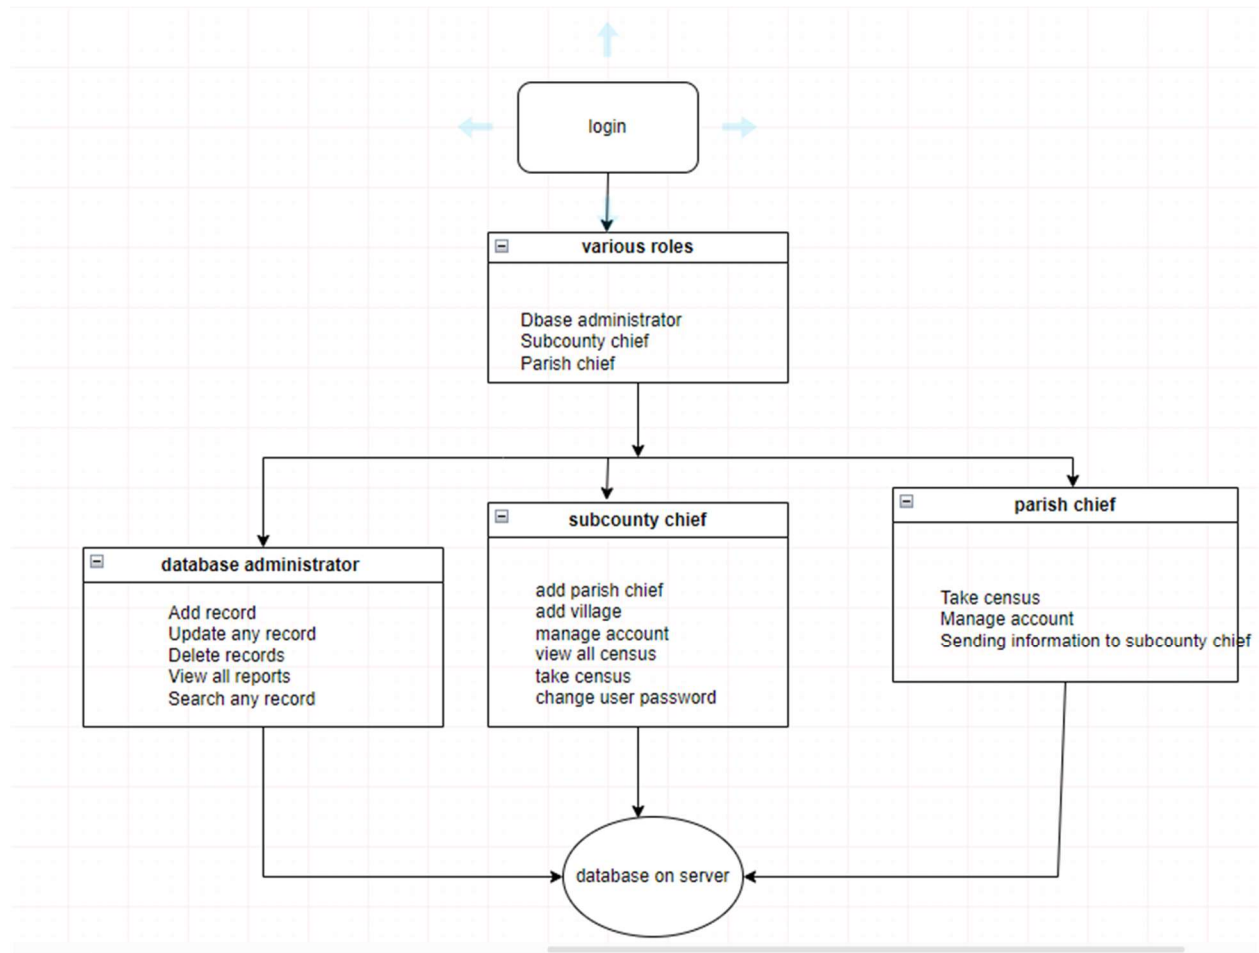 login
various roles
Dbase administrator
Subcounty chief
Parish chief
database administrator
Add record
Update any record
Delete records
View all reports
Search any record
subcounty chief
add parish chief
add village
manage account
view all census
take census
change user password
parish chief
Take census
Manage account
Sending information to subcounty chief
database on server